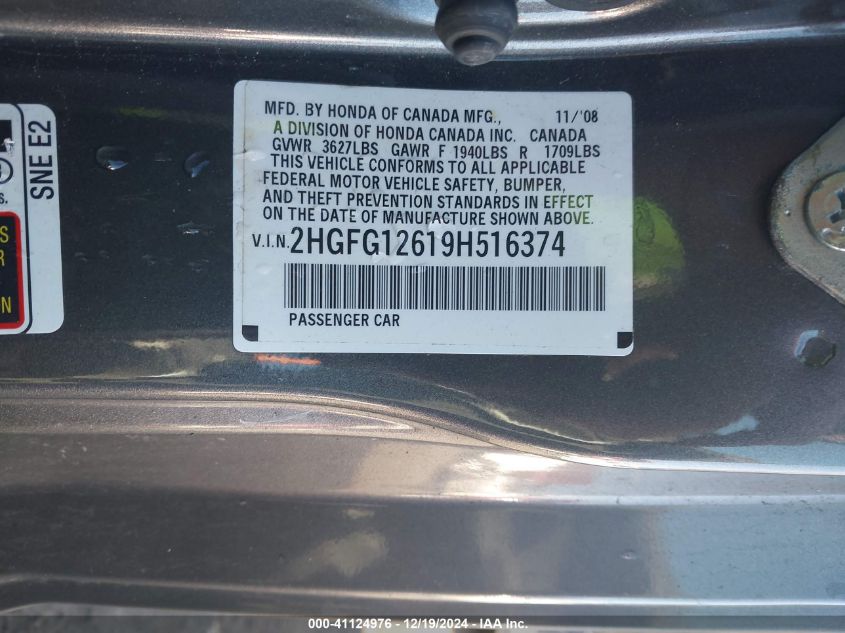 MFD. BY HONDA OF CANADA MFG., 11/'08
A DIVISION OF HONDA CANADA INC. CANADA
GVWR 3627LBS GAWR F 1940LBS R 1709LBS
THIS VEHICLE CONFORMS TO ALL APPLICABLE
FEDERAL MOTOR VEHICLE SAFETY, BUMPER,
AND THEFT PREVENTION STANDARDS IN EFFECT
ON THE DATE OF MANUFACTURE SHOWN ABOVE.
V.I.N. 2HGFG12619H516374
PASSENGER CAR
SNE E2
000-41124976 - 12/19/2024 - IAA Inc.